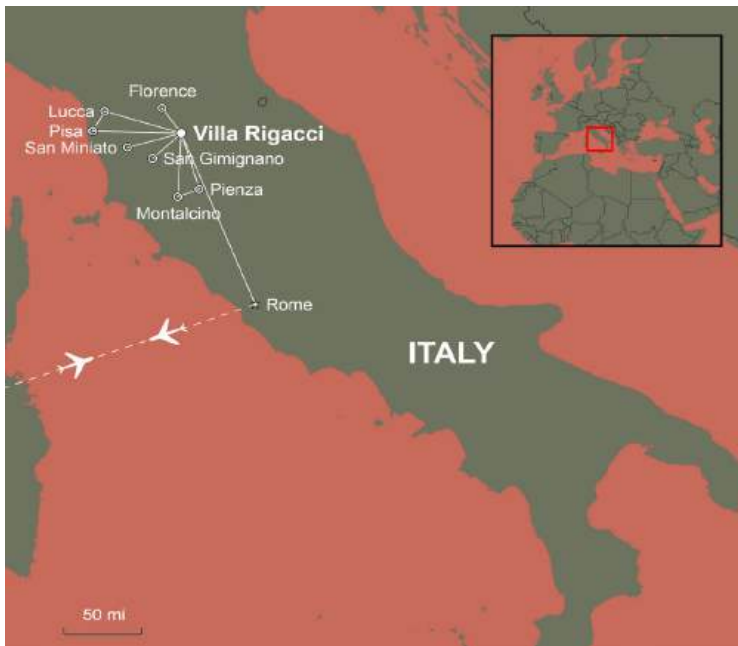 Florence
Lucca
Pisa
Villa Rigacci
San Miniato
San Gimignano
Pienza
Montalcino
Rome
ITALY
50 mi